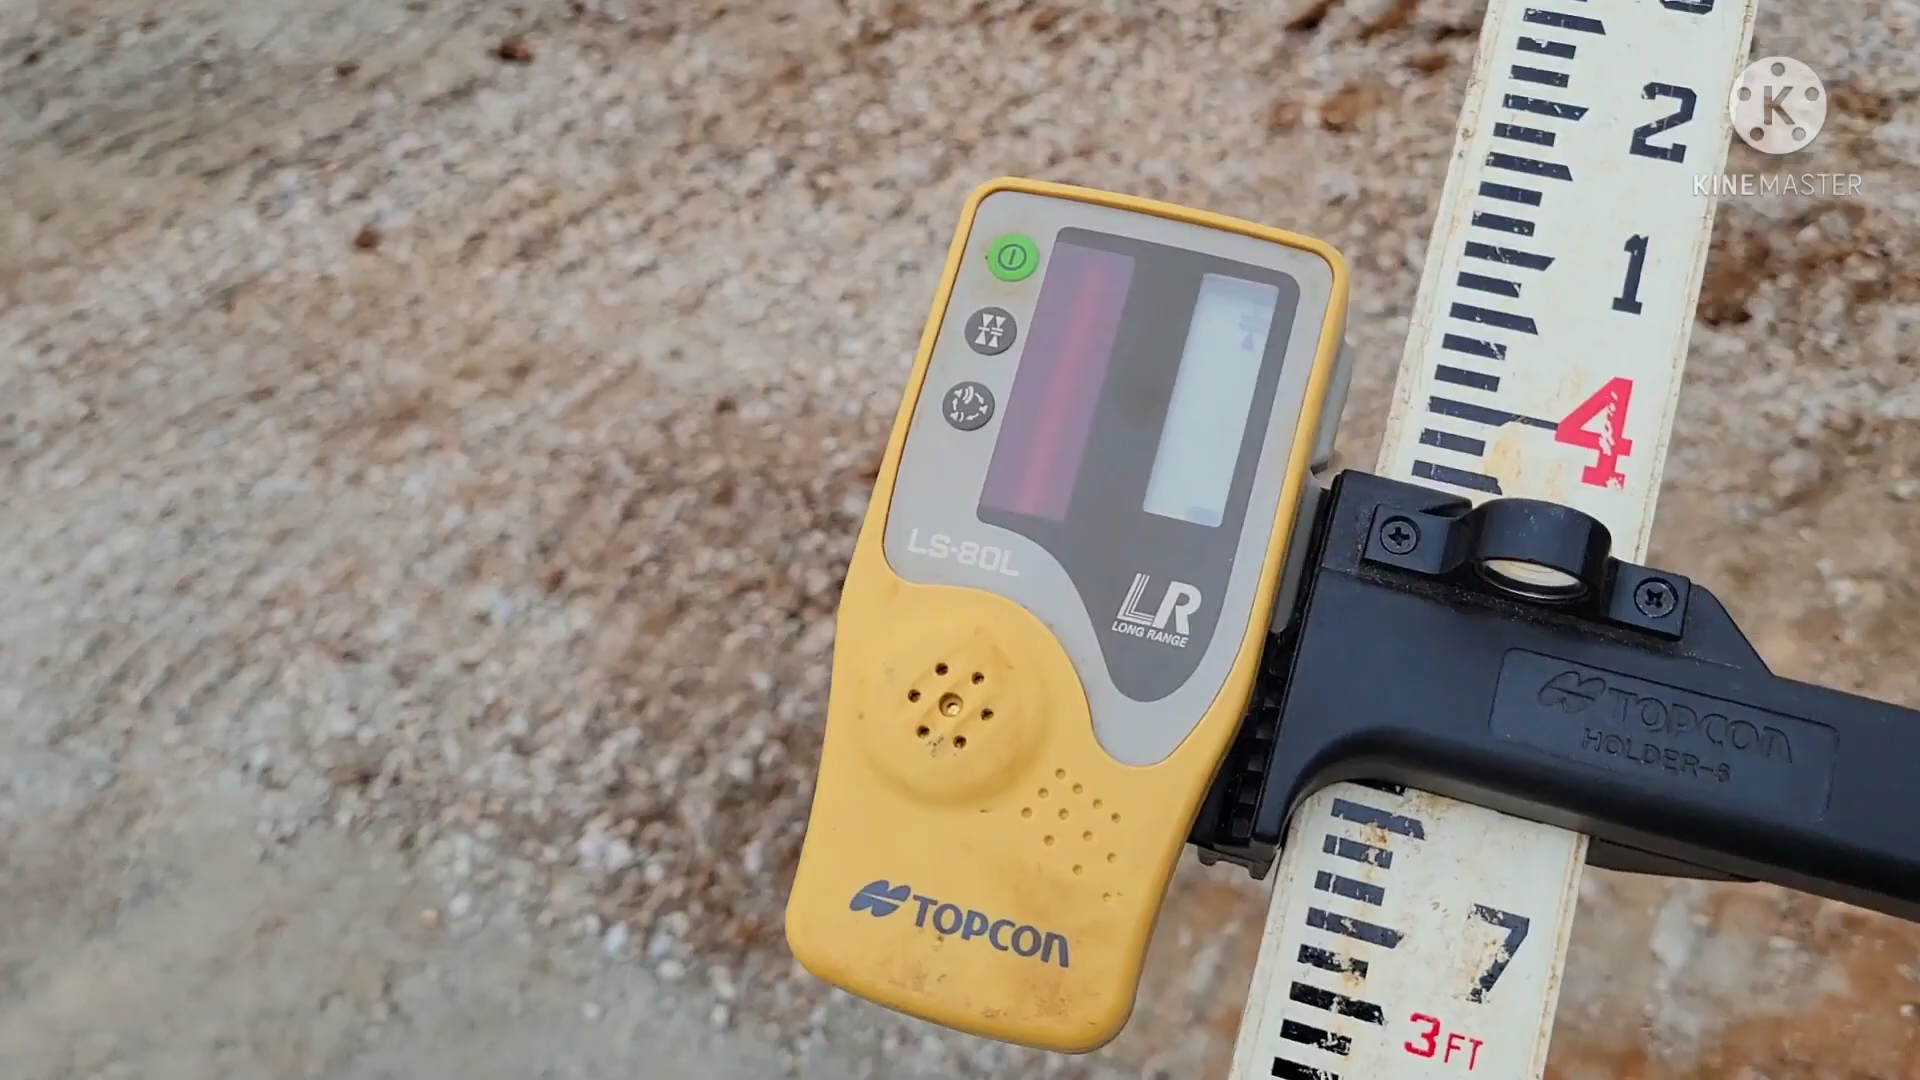 2
1
4
KINEMASTER
K
LS-80L
LR
LONG RANGE
TOPCON
HOLDER-6
TOPCON
7
3FT